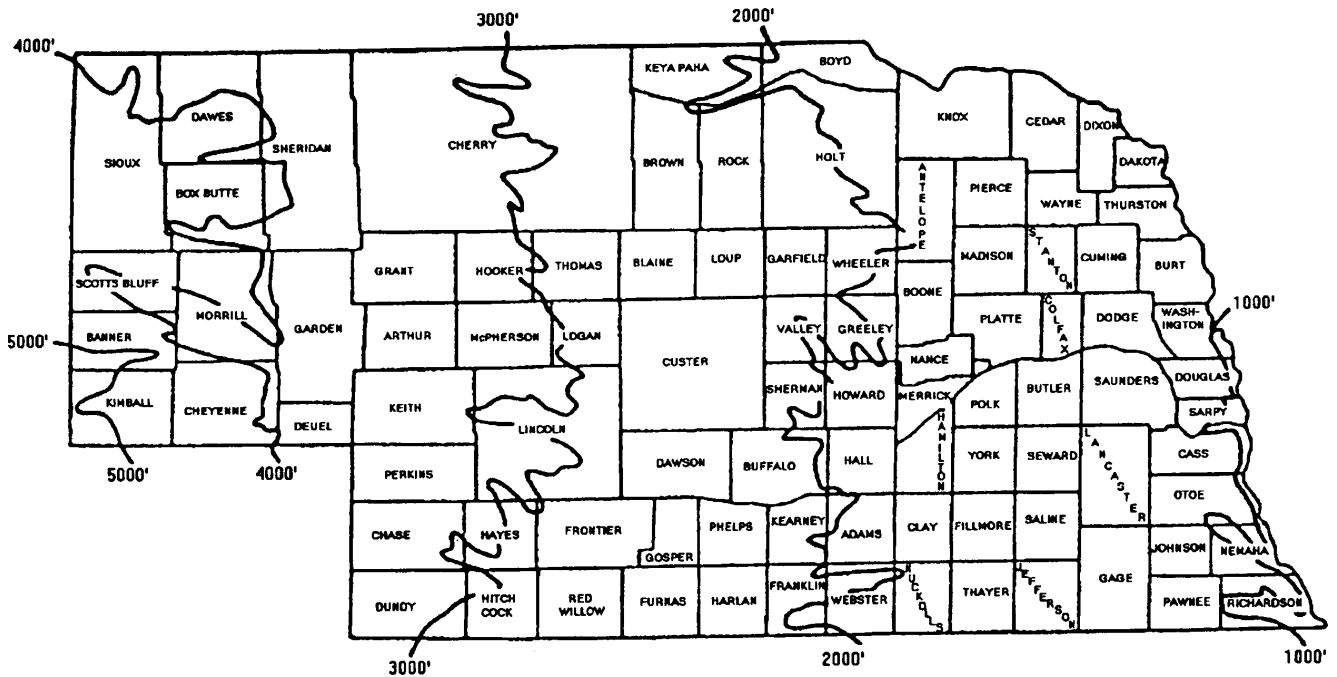 3000'
2000'
4000'
KEYA PAHA
BOYD
DAWES
KNOX
CEDAR
DIXON
SIOUX
SHERIDAN
CHERRY
BROWN
ROCK
HOLT
DAKOTA
BOX BUTTE
ANTELOPE
PIERCE
WAYNE
THURSTON
GRANT
HOOKER
THOMAS
BLAINE
LOUP
GARFIELD
WHEELER
MADISON
STANTON
CUMING
BURT
SCOTTS BLUFF
MORRILL
GARDEN
BOONE
1000'
BANNER
ARTHUR
McPHERSON
LOGAN
CUSTER
VALLEY
GREELEY
PLATTE
COLFAX
DODGE
WASH-
INGTON
5000'
NANCE
KIMBALL
CHEYENNE
DEUEL
KEITH
LINCOLN
SHERMAN
HOWARD
MERRICK
POLK
BUTLER
SAUNDERS
DOUGLAS
SARPY
5000'
4000'
PERKINS
DAWSON
BUFFALO
HALL
HAMILTON
YORK
SEWARD
LANCASTER
CASS
OTOE
CHASE
HAYES
FRONTIER
GOSPER
PHELPS
KEARNEY
ADAMS
CLAY
FILLMORE
SALINE
JOHNSON
NEMAHA
DUNDY
HITCH
COCK
RED
WILLOW
FURNAS
HARLAN
FRANKLIN
WEBSTER
NUCKOLLS
THAYER
JEFFERSON
GAGE
PAWNEE
RICHARDSON
3000'
2000'
1000'